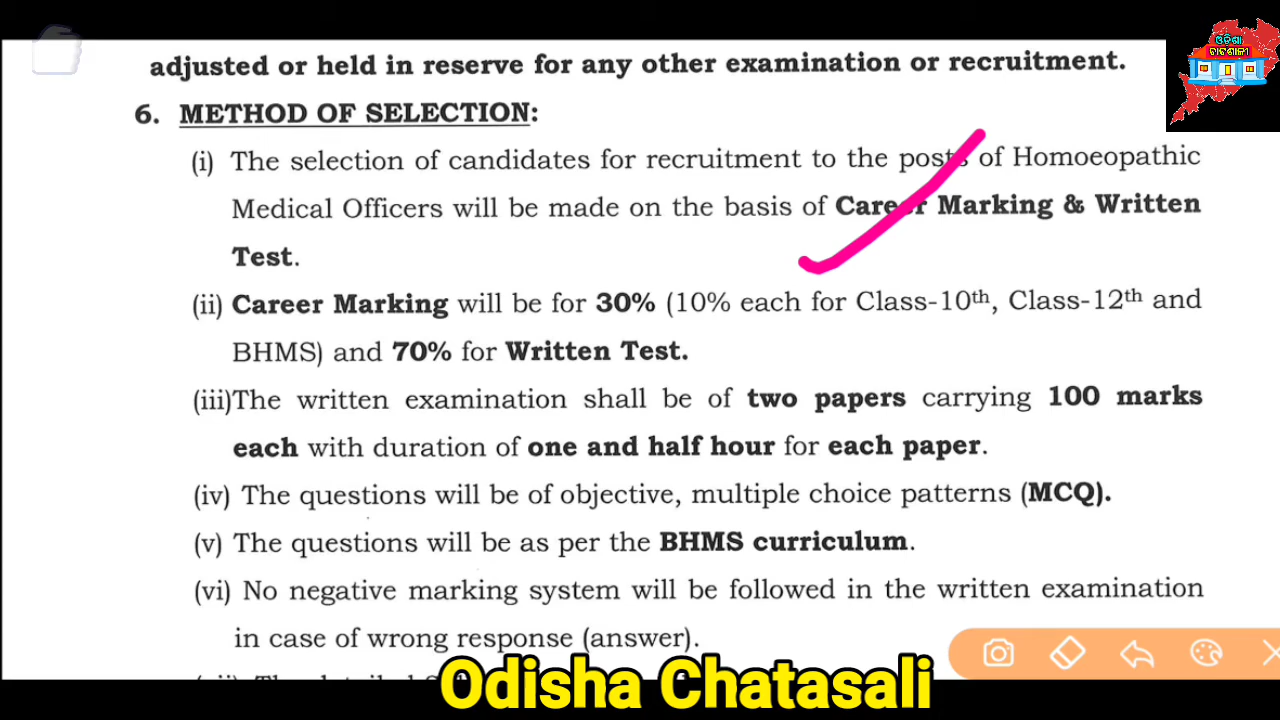 adjusted or held in reserve for any other examination or recruitment.
ଓଡ଼ିଶା
ଚାଟଶାଳୀ
6. METHOD OF SELECTION:
(i) The selection of candidates for recruitment to the posts of Homoeopathic
Medical Officers will be made on the basis of Career Marking & Written
Test.
(ii) Career Marking will be for 30% (10% each for Class-10th, Class-12th and
BHMS) and 70% for Written Test.
(iii)The written examination shall be of two papers carrying 100 marks
each with duration of one and half hour for each paper.
(iv) The questions will be of objective, multiple choice patterns (MCQ).
(v) The questions will be as per the BHMS curriculum.
(vi) No negative marking system will be followed in the written examination
in case of wrong response (answer).
Odisha Chatasali